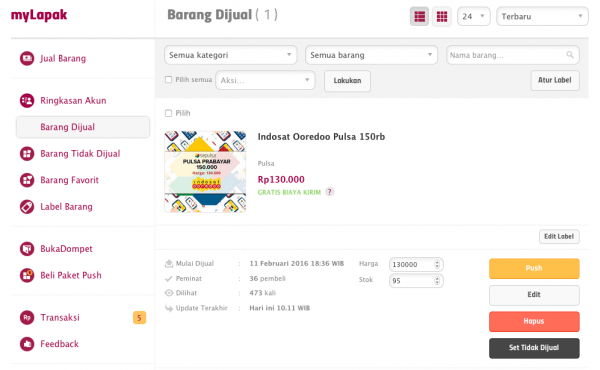 myLapak
Barang Dijual ( 1 )
24
Terbaru
Jual Barang
Ringkasan Akun
Barang Dijual
Barang Tidak Dijual
Barang Favorit
Label Barang
BukaDompet
Beli Paket Push
Rp Transaksi 5
Feedback
Semua kategori
Semua barang
Nama barang...
Pilih semua
Aksi...
Lakukan
Atur Label
Pilih
PULSA PRABAYAR
150.000
indosat
Indosat Ooredoo Pulsa 150rb
Pulsa
Rp130.000
GRATIS BIAYA KIRIM ?
Edit Label
Mulai Dijual : 11 Februari 2016 18:36 WIB
Peminat : 36 pembeli
Dilihat : 473 kali
Update Terakhir : Hari ini 10.11 WIB
Harga 130000
Stok 95
Push
Edit
Hapus
Set Tidak Dijual